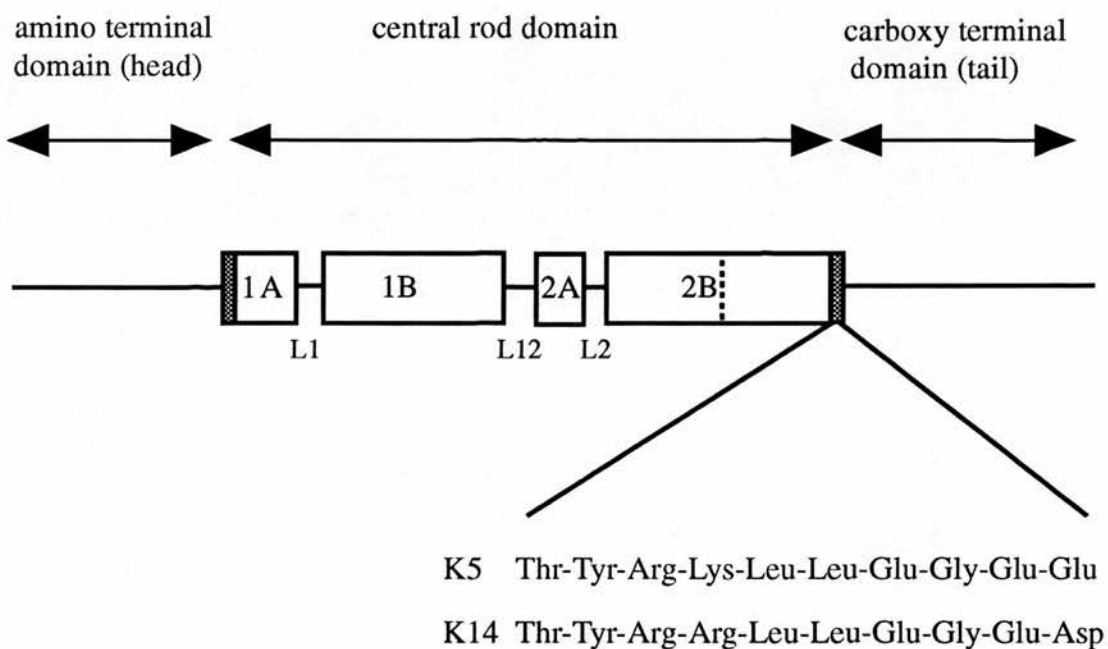 amino terminal
domain (head)
central rod domain
carboxy terminal
domain (tail)
1A
1B
2A
2B
L1
L12
L2
K5 Thr-Tyr-Arg-Lys-Leu-Leu-Glu-Gly-Glu-Glu
K14 Thr-Tyr-Arg-Arg-Leu-Leu-Glu-Gly-Glu-Asp